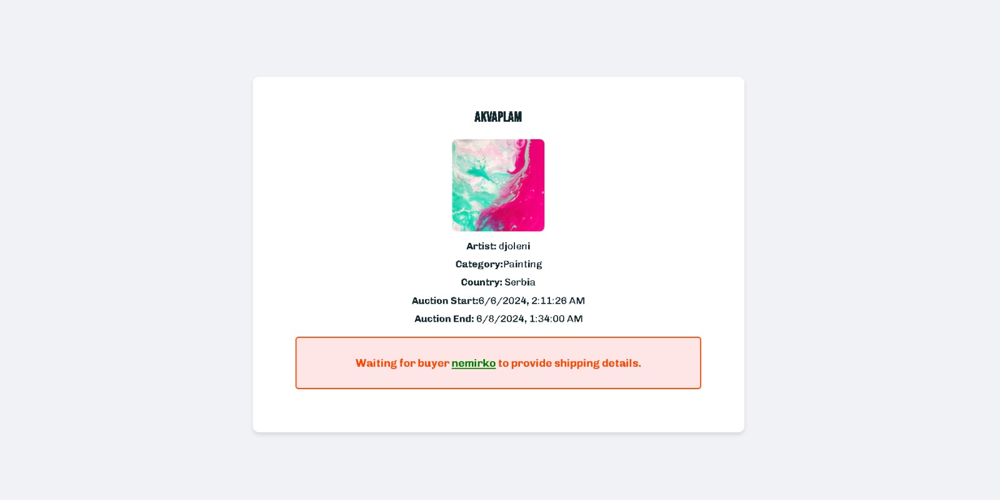 AKVAPLAM
Artist: djoleni
Category:Painting
Country: Serbia
Auction Start:6/6/2024, 2:11:26 AM
Auction End: 6/8/2024, 1:34:00 AM
Waiting for buyer nemirko to provide shipping details.